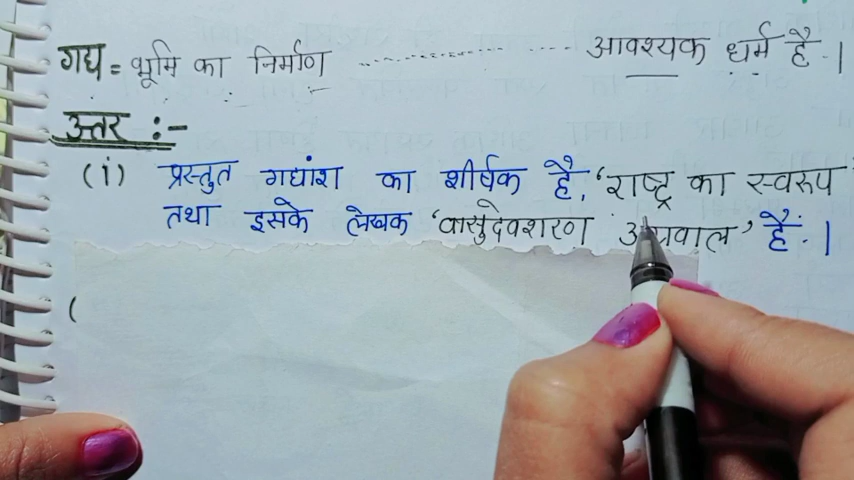 गद्य = भूमि का निर्माण ................ आवश्यक धर्म है ।
उत्तर :-
(i) प्रस्तुत गद्यांश का शीर्षक है, 'राष्ट्र का स्वरूप'
तथा इसके लेखक 'वासुदेवशरण अग्रवाल' हैं ।
(